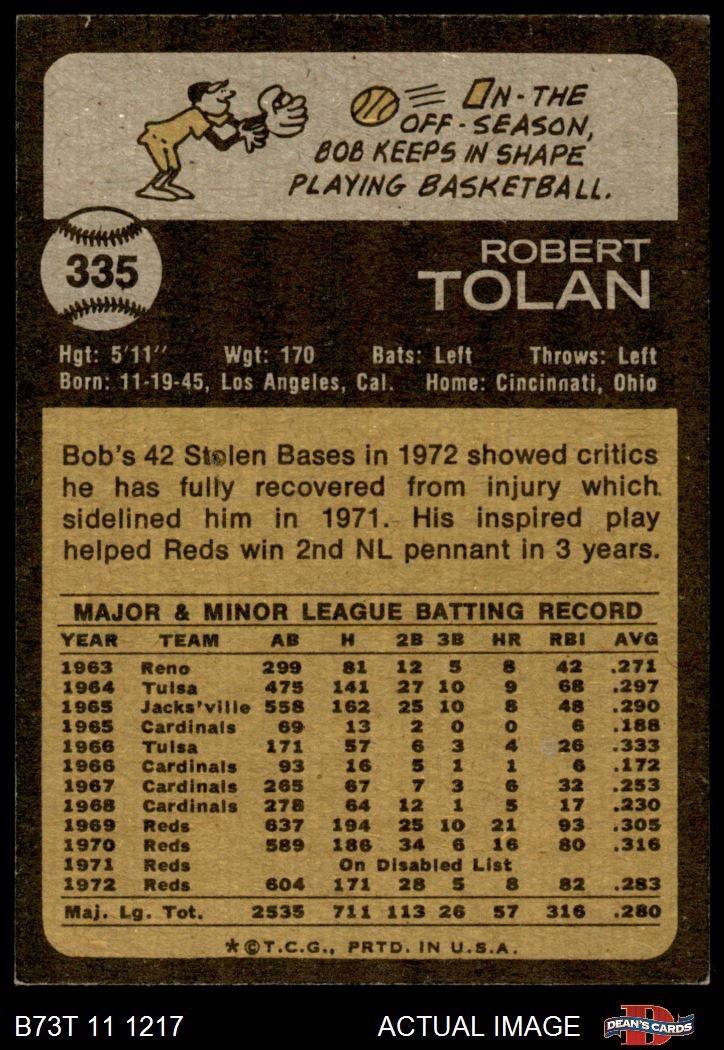 ON-THE
OFF-SEASON,
BOB KEEPS IN SHAPE
PLAYING BASKETBALL.
335
ROBERT
TOLAN
Hgt: 5'11" Wgt: 170 Bats: Left Throws: Left
Born: 11-19-45, Los Angeles, Cal. Home: Cincinnati, Ohio
Bob's 42 Stolen Bases in 1972 showed critics
he has fully recovered from injury which
sidelined him in 1971. His inspired play
helped Reds win 2nd NL pennant in 3 years.
MAJOR & MINOR LEAGUE BATTING RECORD
YEAR TEAM AB H 2B 3B HR RBI AVG
1963 Reno 299 81 12 5 8 42 .271
1964 Tulsa 475 141 27 10 9 68 .297
1965 Jacks'ville 558 162 25 10 8 48 .290
1965 Cardinals 69 13 2 0 0 6 .188
1966 Tulsa 171 57 6 3 4 26 .333
1966 Cardinals 93 16 5 1 1 6 .172
1967 Cardinals 265 67 7 3 6 32 .253
1968 Cardinals 278 64 12 1 5 17 .230
1969 Reds 637 194 25 10 21 93 .305
1970 Reds 589 186 34 6 16 80 .316
1971 Reds On Disabled List
1972 Reds 604 171 28 5 8 82 .283
Maj. Lg. Tot. 2535 711 113 26 57 316 .280
*©T.C.G., PRTD. IN U.S.A.
B73T 11 1217 ACTUAL IMAGE
D
DEAN'S CARDS